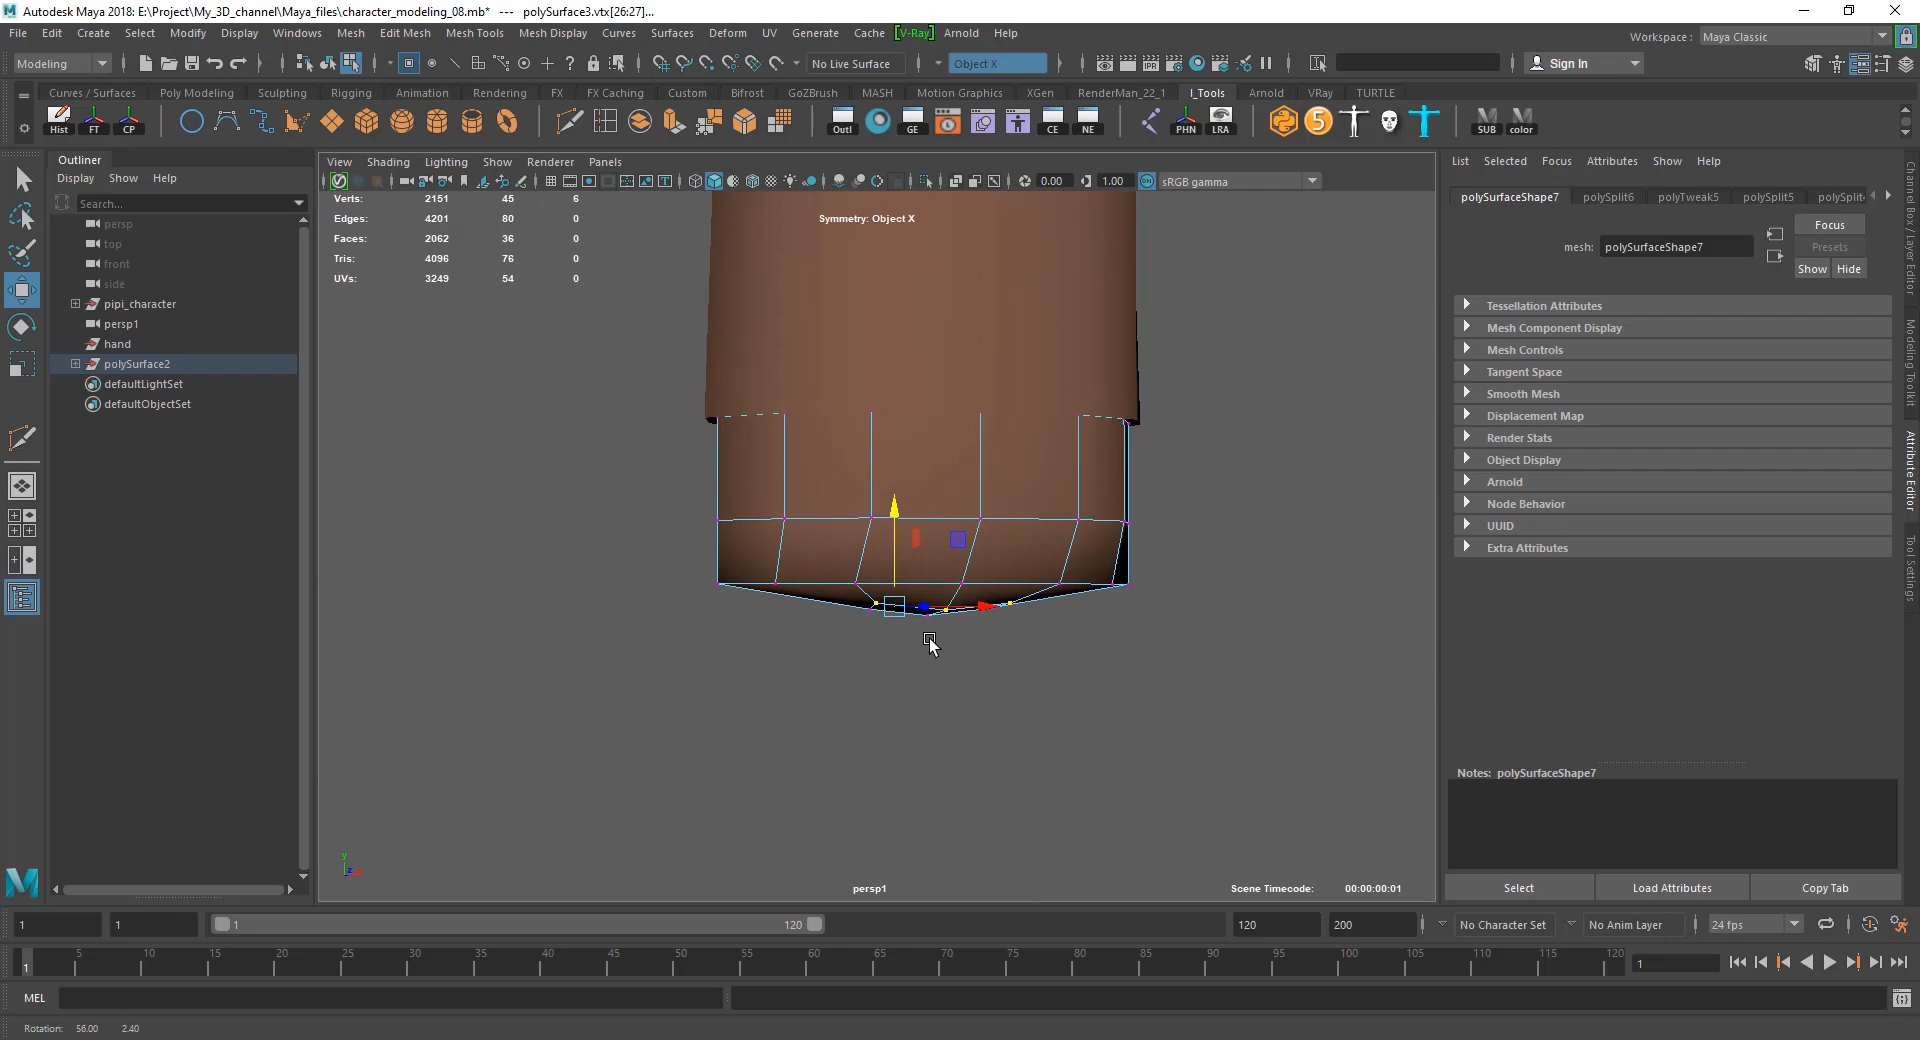 Autodesk Maya 2018: E:\Project\My_3D_channel\Maya_files\character_modeling_08.mb* --- polySurface3.vtx[26:27]...
File Edit Create Select Modify Display Windows Mesh Edit Mesh Mesh Tools Mesh Display Curves Surfaces Deform UV Generate Cache [V-Ray] Arnold Help
Workspace : Maya Classic
Modeling No Live Surface Object X Sign In
Curves / Surfaces Poly Modeling Sculpting Rigging Animation Rendering FX FX Caching Custom Bifrost GoZBrush MASH Motion Graphics XGen RenderMan_22_1 I_Tools Arnold VRay TURTLE
Hist FT CP Outl GE CE NE PHN LRA 5 SUB color
Outliner
Display Show Help
Search...
persp
top
front
side
pipi_character
persp1
hand
polySurface2
defaultLightSet
defaultObjectSet
View Shading Lighting Show Renderer Panels
0.00 1.00 ON sRGB gamma
Verts: 2151 45 6
Edges: 4201 80 0
Faces: 2062 36 0
Tris: 4096 76 0
UVs: 3249 54 0
Symmetry: Object X
y
z
persp1
Scene Timecode: 00:00:00:01
List Selected Focus Attributes Show Help
polySurfaceShape7 polySplit6 polyTweak5 polySplit5 polySplit
mesh: polySurfaceShape7
Focus
Presets
Show Hide
Tessellation Attributes
Mesh Component Display
Mesh Controls
Tangent Space
Smooth Mesh
Displacement Map
Render Stats
Object Display
Arnold
Node Behavior
UUID
Extra Attributes
Notes: polySurfaceShape7
Select Load Attributes Copy Tab
Channel Box / Layer Editor
Modeling Toolkit
Attribute Editor
Tool Settings
1 1 1 120 120 200 No Character Set No Anim Layer 24 fps
1 5 10 15 20 25 30 35 40 45 50 55 60 65 70 75 80 85 90 95 100 105 110 115 120 1
MEL
Rotation: 56.00 2.40